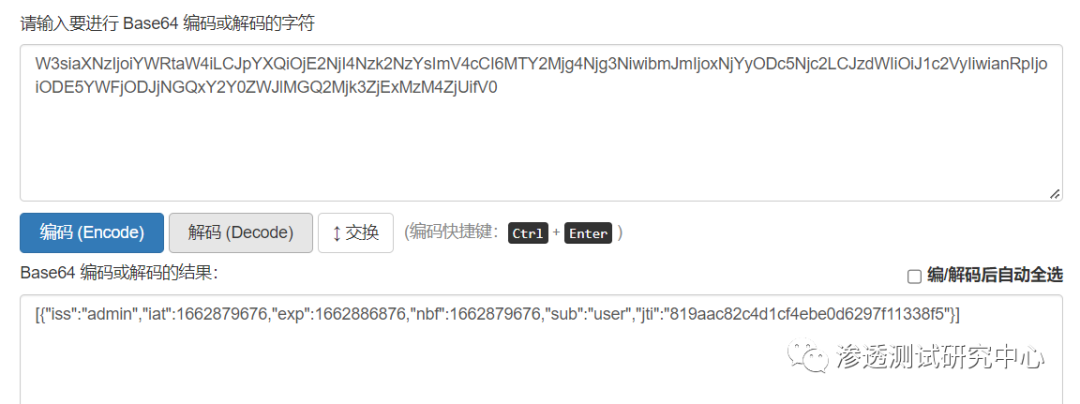 请输入要进行 Base64 编码或解码的字符
W3siaXNzIjoiYWRtaW4iLCJpYXQiOjE2NjI4Nzk2NzYsImV4cCI6MTY2Mjg4Njg3NiwibmJmIjoxNjYyODc5Njc2LCJzdWIiOiJ1c2VyIiwianRpIjo
iODE5YWFjODJjNGQxY2Y0ZWJlMGQ2Mjk3ZjExMzM4ZjUifV0
编码 (Encode) 解码 (Decode) ↕ 交换 (编码快捷键: Ctrl + Enter )
Base64 编码或解码的结果: 编/解码后自动全选
[{"iss":"admin","iat":1662879676,"exp":1662886876,"nbf":1662879676,"sub":"user","jti":"819aac82c4d1cf4ebe0d6297f11338f5"}]
渗透测试研究中心